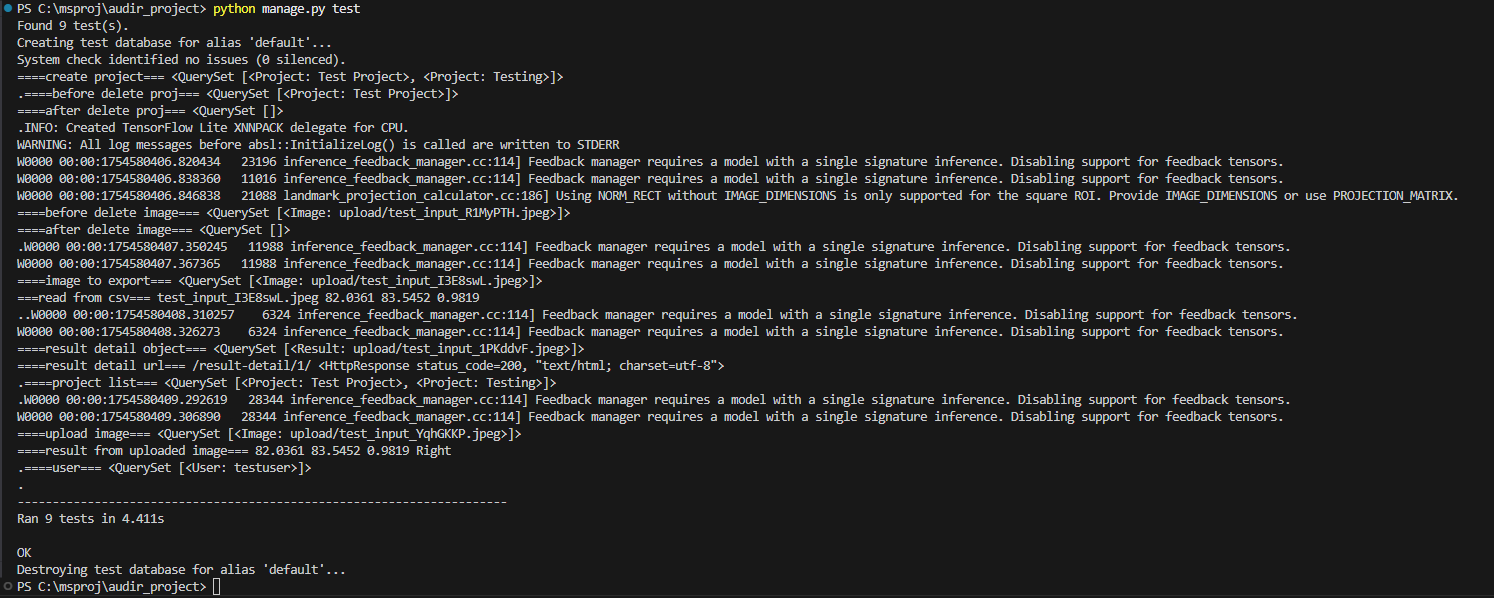 PS C:\msproj\audir_project> python manage.py test
Found 9 test(s).
Creating test database for alias 'default'...
System check identified no issues (0 silenced).
====create project=== <QuerySet [<Project: Test Project>, <Project: Testing>]>
.====before delete proj=== <QuerySet [<Project: Test Project>]>
====after delete proj=== <QuerySet []>
.INFO: Created TensorFlow Lite XNNPACK delegate for CPU.
WARNING: All log messages before absl::InitializeLog() is called are written to STDERR
W0000 00:00:1754580406.820434   23196 inference_feedback_manager.cc:114] Feedback manager requires a model with a single signature inference. Disabling support for feedback tensors.
W0000 00:00:1754580406.838360   11016 inference_feedback_manager.cc:114] Feedback manager requires a model with a single signature inference. Disabling support for feedback tensors.
W0000 00:00:1754580406.846838   21088 landmark_projection_calculator.cc:186] Using NORM_RECT without IMAGE_DIMENSIONS is only supported for the square ROI. Provide IMAGE_DIMENSIONS or use PROJECTION_MATRIX.
====before delete image=== <QuerySet [<Image: upload/test_input_R1MyPTH.jpeg>]>
====after delete image=== <QuerySet []>
.W0000 00:00:1754580407.350245   11988 inference_feedback_manager.cc:114] Feedback manager requires a model with a single signature inference. Disabling support for feedback tensors.
W0000 00:00:1754580407.367365   11988 inference_feedback_manager.cc:114] Feedback manager requires a model with a single signature inference. Disabling support for feedback tensors.
====image to export=== <QuerySet [<Image: upload/test_input_I3E8swL.jpeg>]>
===read from csv=== test_input_I3E8swL.jpeg 82.0361 83.5452 0.9819
..W0000 00:00:1754580408.310257    6324 inference_feedback_manager.cc:114] Feedback manager requires a model with a single signature inference. Disabling support for feedback tensors.
W0000 00:00:1754580408.326273    6324 inference_feedback_manager.cc:114] Feedback manager requires a model with a single signature inference. Disabling support for feedback tensors.
====result detail object=== <QuerySet [<Result: upload/test_input_1PKddvF.jpeg>]>
====result detail url=== /result-detail/1/ <HttpResponse status_code=200, "text/html; charset=utf-8">
.====project list=== <QuerySet [<Project: Test Project>, <Project: Testing>]>
.W0000 00:00:1754580409.292619   28344 inference_feedback_manager.cc:114] Feedback manager requires a model with a single signature inference. Disabling support for feedback tensors.
W0000 00:00:1754580409.306890   28344 inference_feedback_manager.cc:114] Feedback manager requires a model with a single signature inference. Disabling support for feedback tensors.
====upload image=== <QuerySet [<Image: upload/test_input_YqhGKKP.jpeg>]>
====result from uploaded image=== 82.0361 83.5452 0.9819 Right
.====user=== <QuerySet [<User: testuser>]>
.
----------------------------------------------------------------------
Ran 9 tests in 4.411s
OK
Destroying test database for alias 'default'...
PS C:\msproj\audir_project>